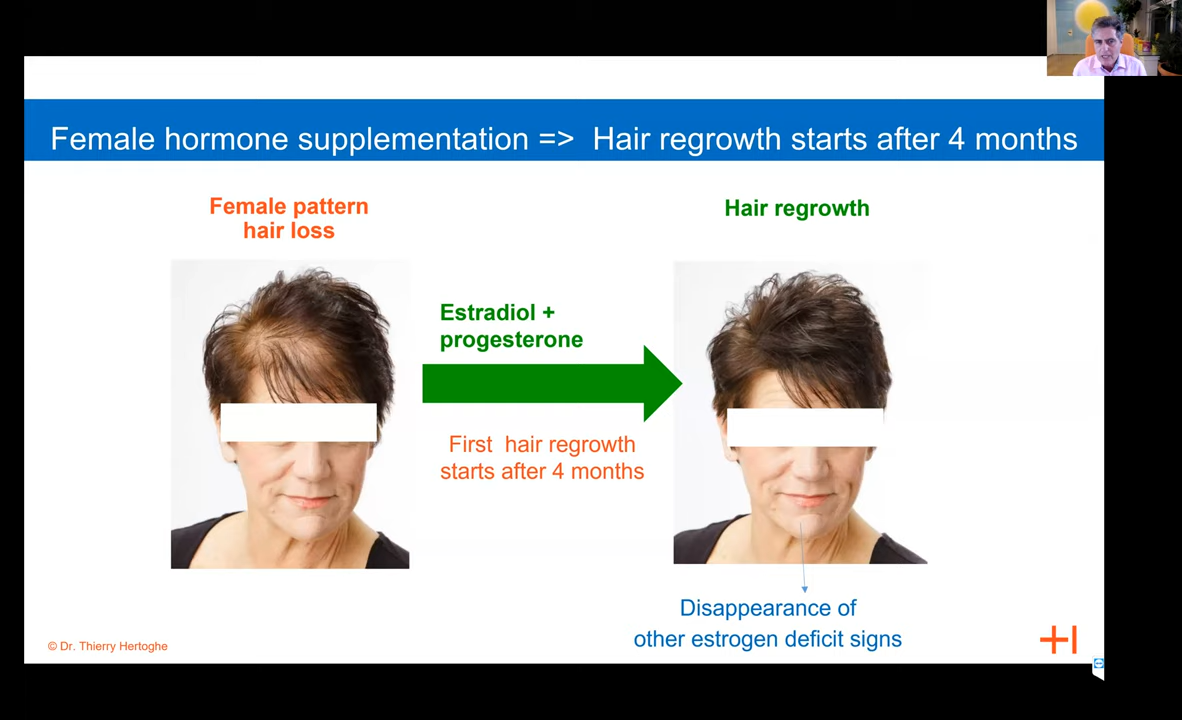 Female hormone supplementation => Hair regrowth starts after 4 months
Female pattern
hair loss
Hair regrowth
Estradiol +
progesterone
First hair regrowth
starts after 4 months
Disappearance of
other estrogen deficit signs
© Dr. Thierry Hertoghe